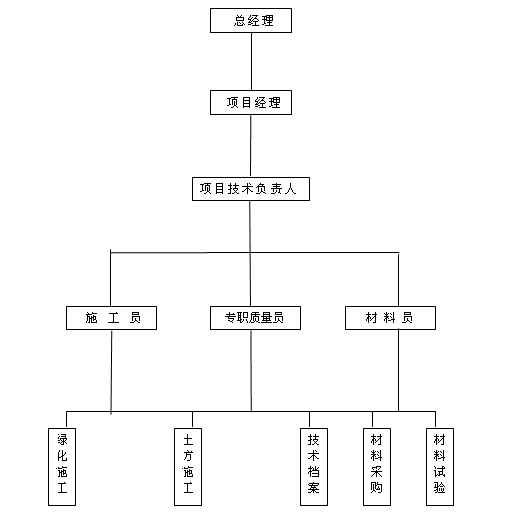 总经理
项目经理
项目技术负责人
施工员
专职质量员
材料员
绿化施工
土方施工
技术档案
材料采购
材料试验